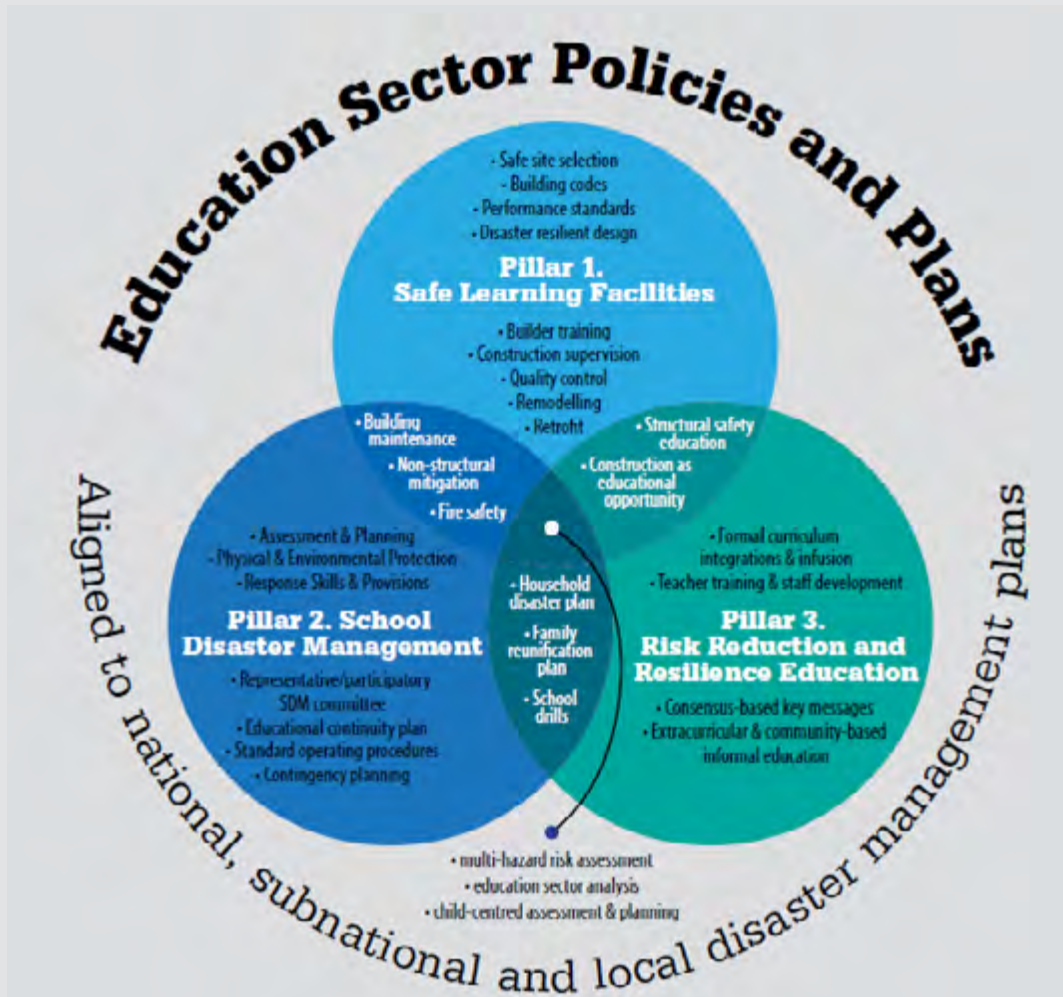 Education Sector Policies and Plans
- Safe site selection
- Building codes
- Performance standards
• Disaster resilient design
Pillar 1.
Safe Learning Facilities
• Builder training
• Construction supervision
- Quality control
- Remodelling
- Retrofit
• Building
maintenance
• Non-structural
mitigation
• Fire safety
• Structural safety
education
• Construction as
educational
opportunity
- Assessment & Planning
- Physical & Environmental Protection
- Response Skills & Provisions
Pillar 2. School
Disaster Management
• Representative/participatory
SDM committee
• Educational continuity plan
- Standard operating procedures
• Contingency planning
- Household
disaster plan
- Family
reunification
plan
- School
drills
• Formal curriculum
integrations & infusion
- Teacher training & staff development
Pillar 3.
Risk Reduction and
Resilience Education
• Consensus-based key messages
• Extracurricular & community-based
informal education
• multi-hazard risk assessment
• education sector analysis
• child-centred assessment & planning
Aligned to national, subnational and local disaster management plans